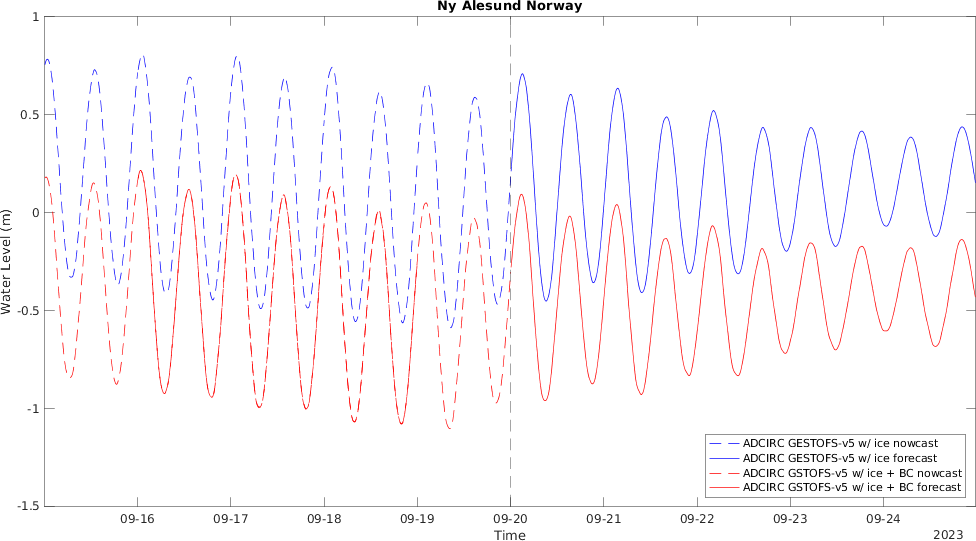 Ny Alesund Norway
1
0.5
0
-0.5
-1
-1.5
Water Level (m)
ADCIRC GESTOFS-v5 w/ ice nowcast
ADCIRC GESTOFS-v5 w/ ice forecast
ADCIRC GSTOFS-v5 w/ ice + BC nowcast
ADCIRC GSTOFS-v5 w/ ice + BC forecast
09-16 09-17 09-18 09-19 09-20 09-21 09-22 09-23 09-24
Time
2023